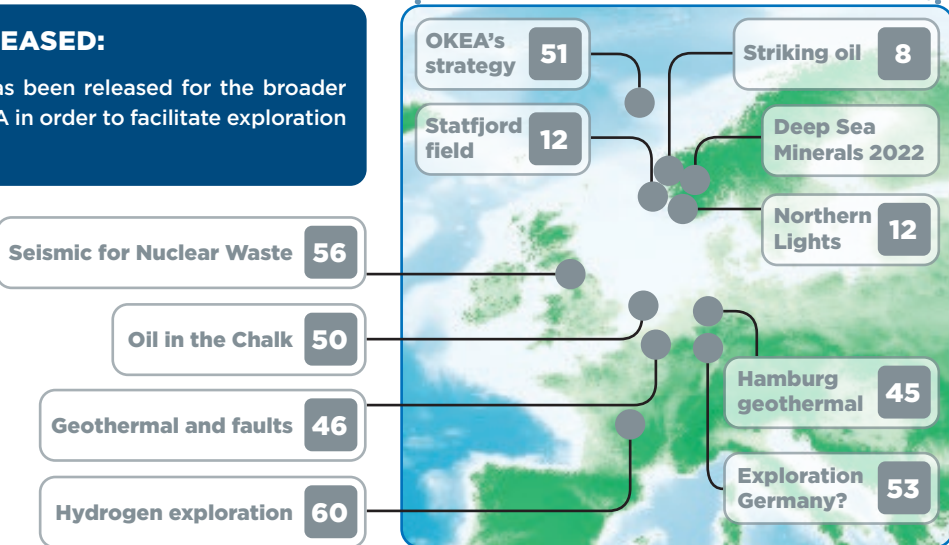 EASED:
as been released for the broader
A in order to facilitate exploration
OKEA's
strategy
51
Striking oil 8
Statfjord
field
12
Deep Sea
Minerals 2022
Northern
Lights
12
Seismic for Nuclear Waste 56
Oil in the Chalk 50
Geothermal and faults 46
Hydrogen exploration 60
Hamburg
geothermal
45
Exploration
Germany?
53